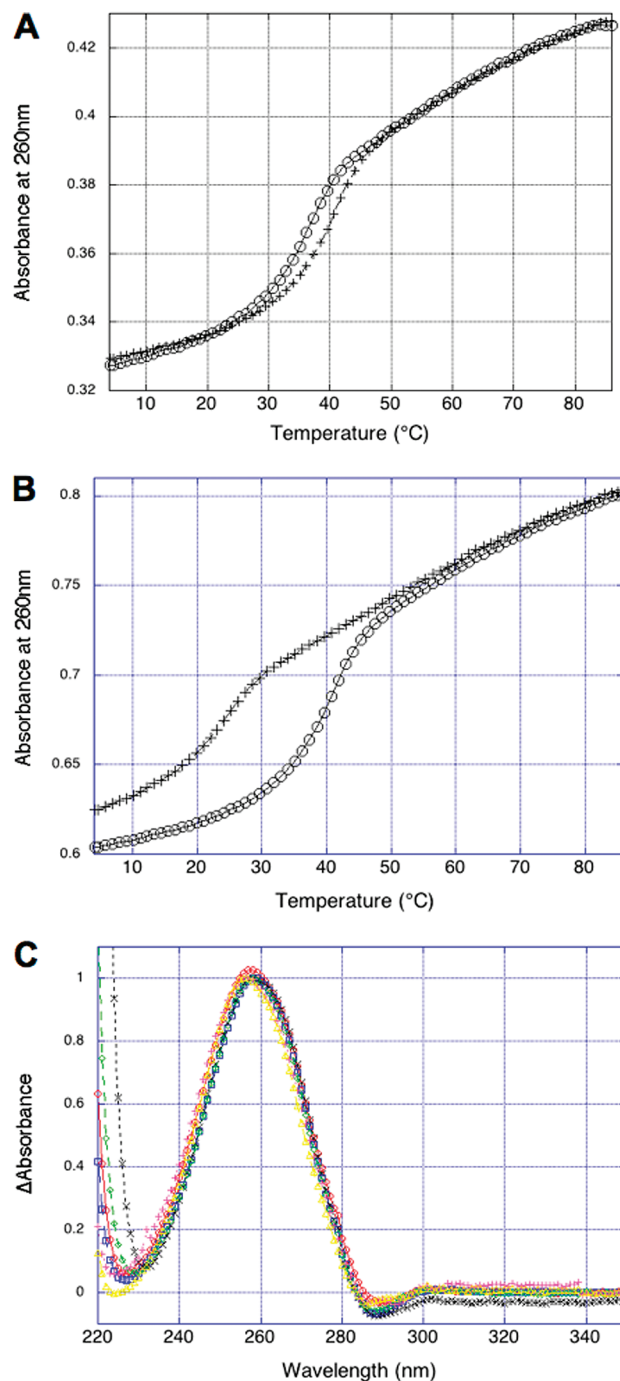 A
0.42
0.4
0.38
0.36
0.34
0.32
Absorbance at 260nm
10 20 30 40 50 60 70 80
Temperature (°C)
B
0.8
0.75
0.7
0.65
0.6
Absorbance at 260nm
10 20 30 40 50 60 70 80
Temperature (°C)
C
1
0.8
0.6
0.4
0.2
0
ΔAbsorbance
220 240 260 280 300 320 340
Wavelength (nm)